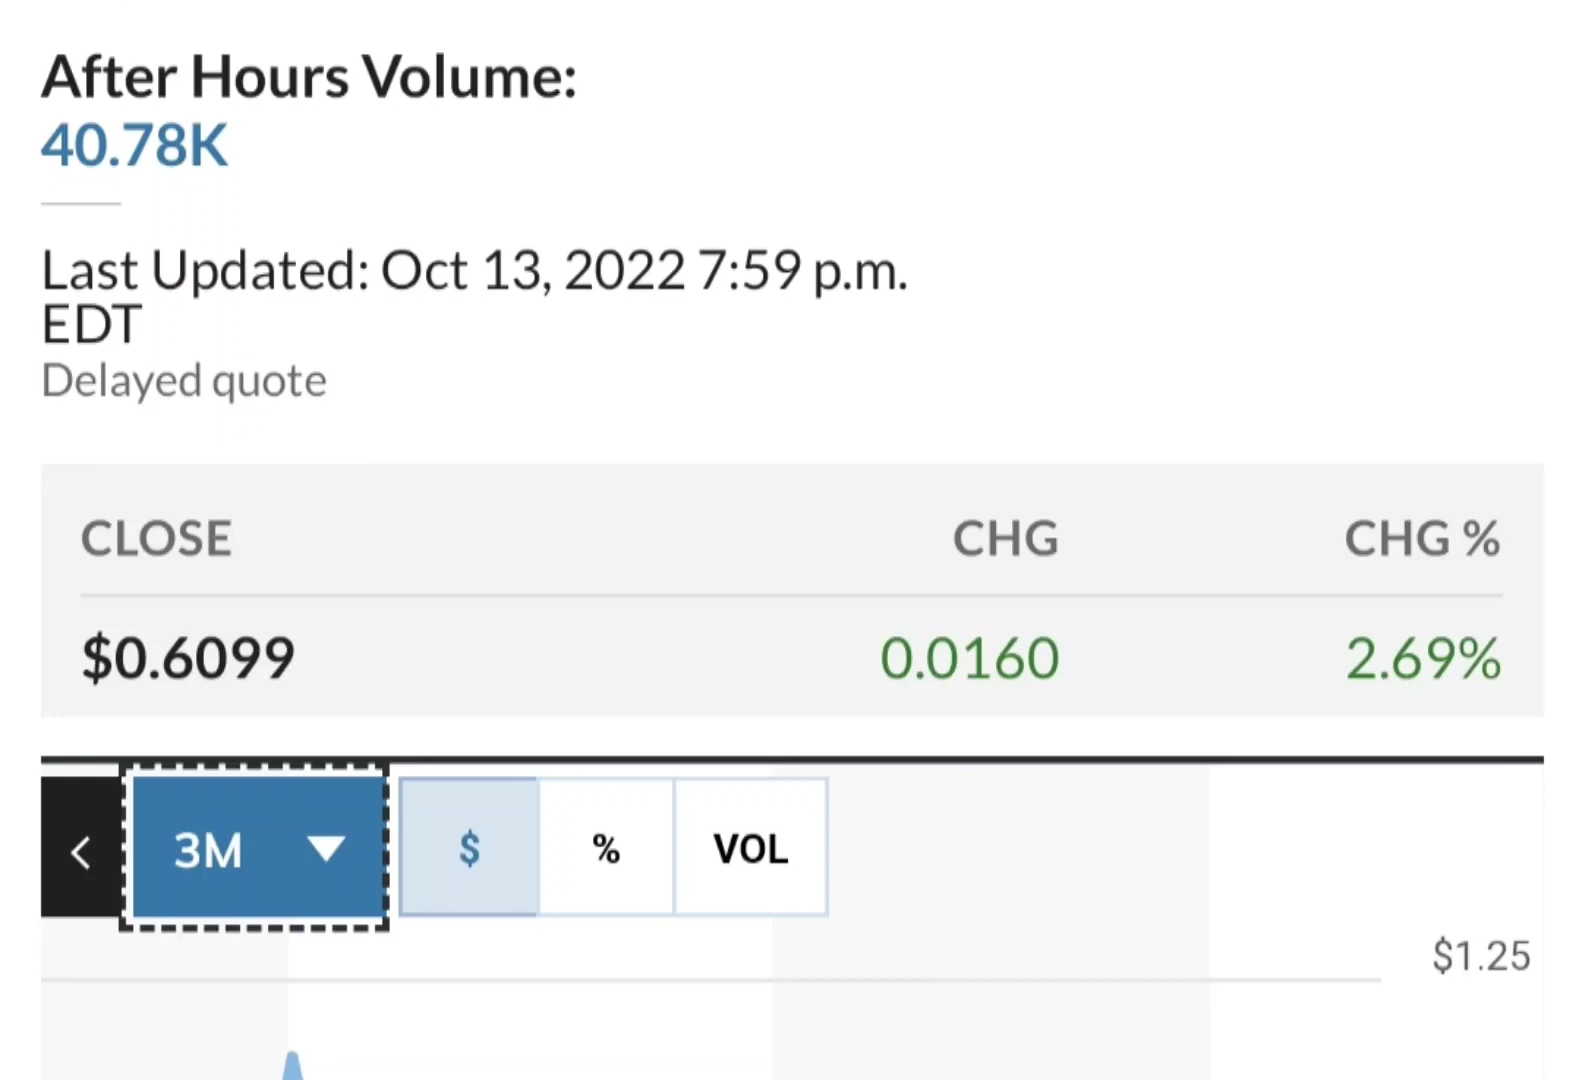 After Hours Volume:
40.78K
Last Updated: Oct 13, 2022 7:59 p.m.
EDT
Delayed quote
CLOSE CHG CHG %
$0.6099 0.0160 2.69%
3M $ % VOL
$1.25